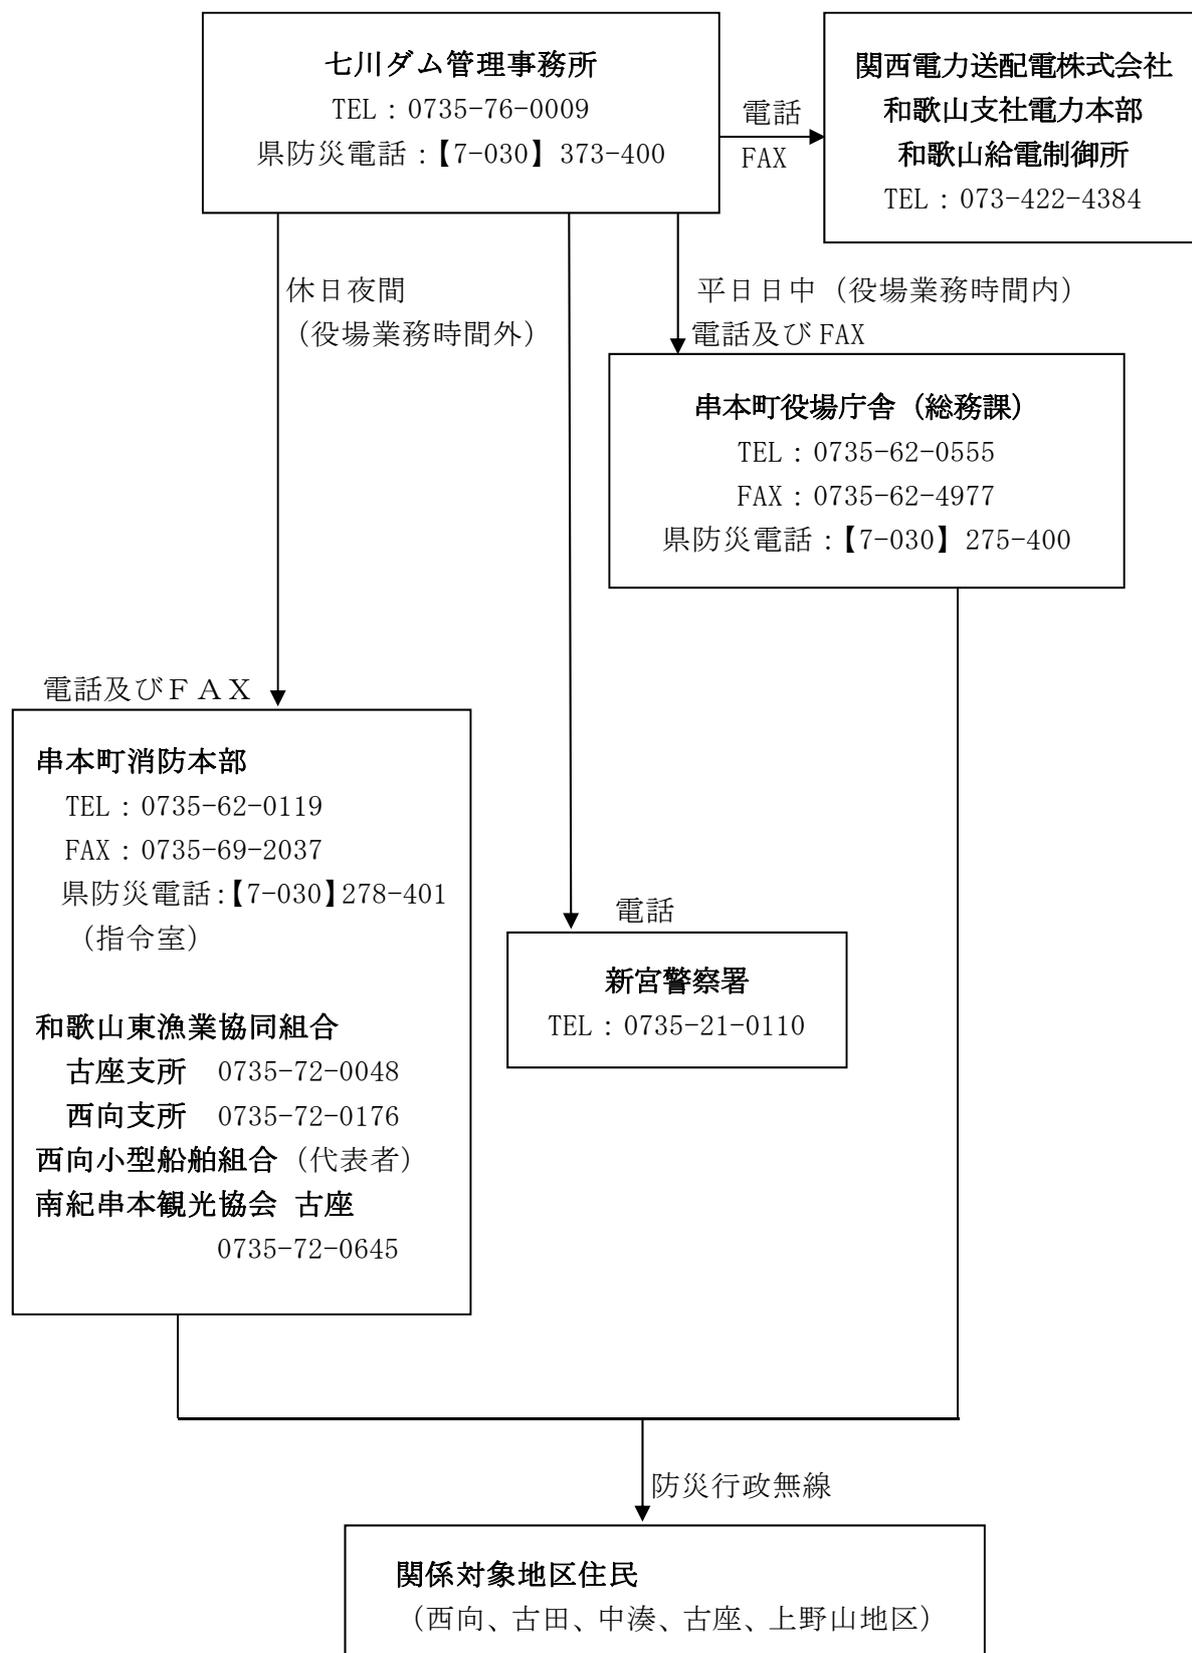 七川ダム管理事務所
TEL：0735-76-0009
県防災電話：【7-030】373-400
電話
FAX
関西電力送配電株式会社
和歌山支社電力本部
和歌山給電制御所
TEL：073-422-4384
休日夜間
（役場業務時間外）
平日日中（役場業務時間内）
電話及びFAX
串本町役場庁舎（総務課）
TEL：0735-62-0555
FAX：0735-62-4977
県防災電話：【7-030】275-400
電話及びＦＡＸ
串本町消防本部
TEL：0735-62-0119
FAX：0735-69-2037
県防災電話：【7-030】278-401
（指令室）
和歌山東漁業協同組合
古座支所　0735-72-0048
西向支所　0735-72-0176
西向小型船舶組合（代表者）
南紀串本観光協会 古座
0735-72-0645
電話
新宮警察署
TEL：0735-21-0110
防災行政無線
関係対象地区住民
（西向、古田、中湊、古座、上野山地区）